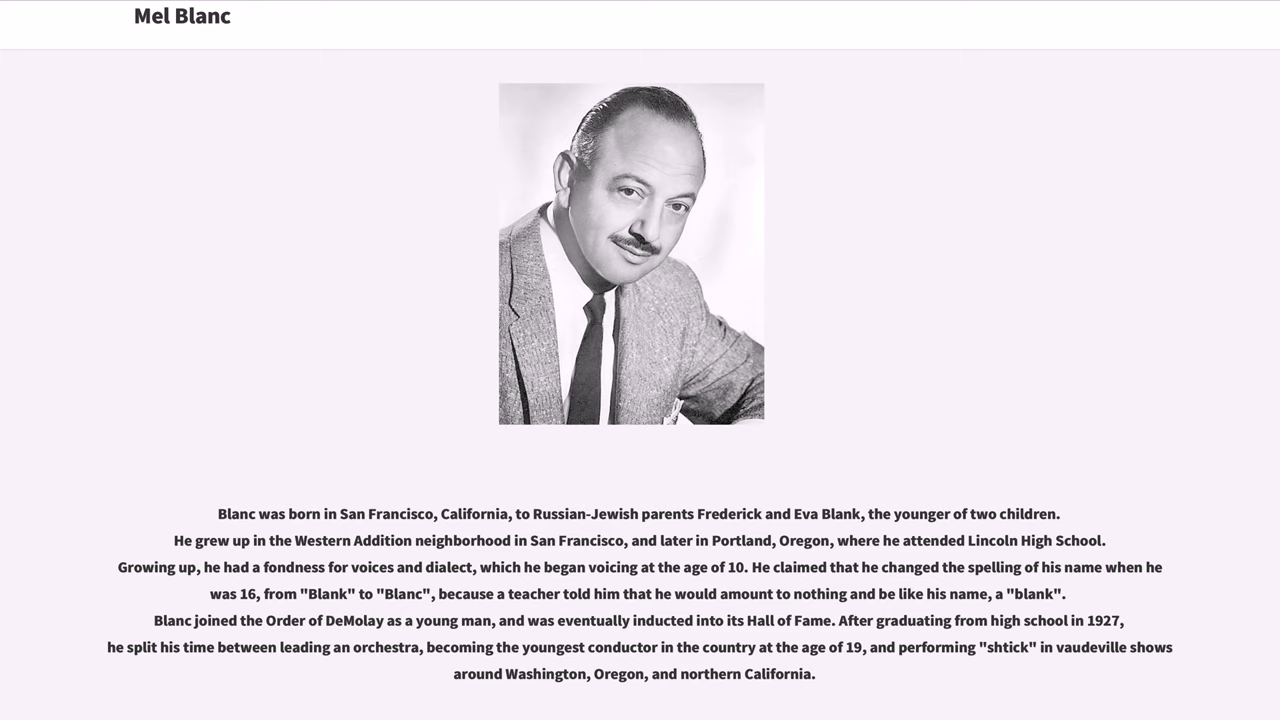 Mel Blanc
Blanc was born in San Francisco, California, to Russian-Jewish parents Frederick and Eva Blank, the younger of two children.
He grew up in the Western Addition neighborhood in San Francisco, and later in Portland, Oregon, where he attended Lincoln High School.
Growing up, he had a fondness for voices and dialect, which he began voicing at the age of 10. He claimed that he changed the spelling of his name when he
was 16, from "Blank" to "Blanc", because a teacher told him that he would amount to nothing and be like his name, a "blank".
Blanc joined the Order of DeMolay as a young man, and was eventually inducted into its Hall of Fame. After graduating from high school in 1927,
he split his time between leading an orchestra, becoming the youngest conductor in the country at the age of 19, and performing "shtick" in vaudeville shows
around Washington, Oregon, and northern California.